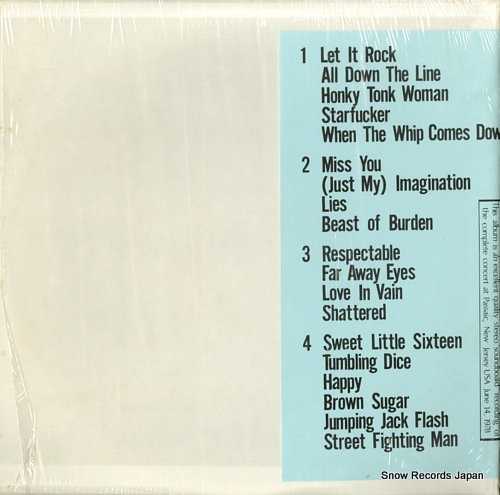 1 Let It Rock
All Down The Line
Honky Tonk Woman
Starfucker
When The Whip Comes Dow
2 Miss You
(Just My) Imagination
Lies
Beast of Burden
3 Respectable
Far Away Eyes
Love In Vain
Shattered
4 Sweet Little Sixteen
Tumbling Dice
Happy
Brown Sugar
Jumping Jack Flash
Street Fighting Man
This album is an excellent quality stereo soundboard recording of
the complete concert at Passaic, New Jersey USA June 14, 1978
Snow Records Japan